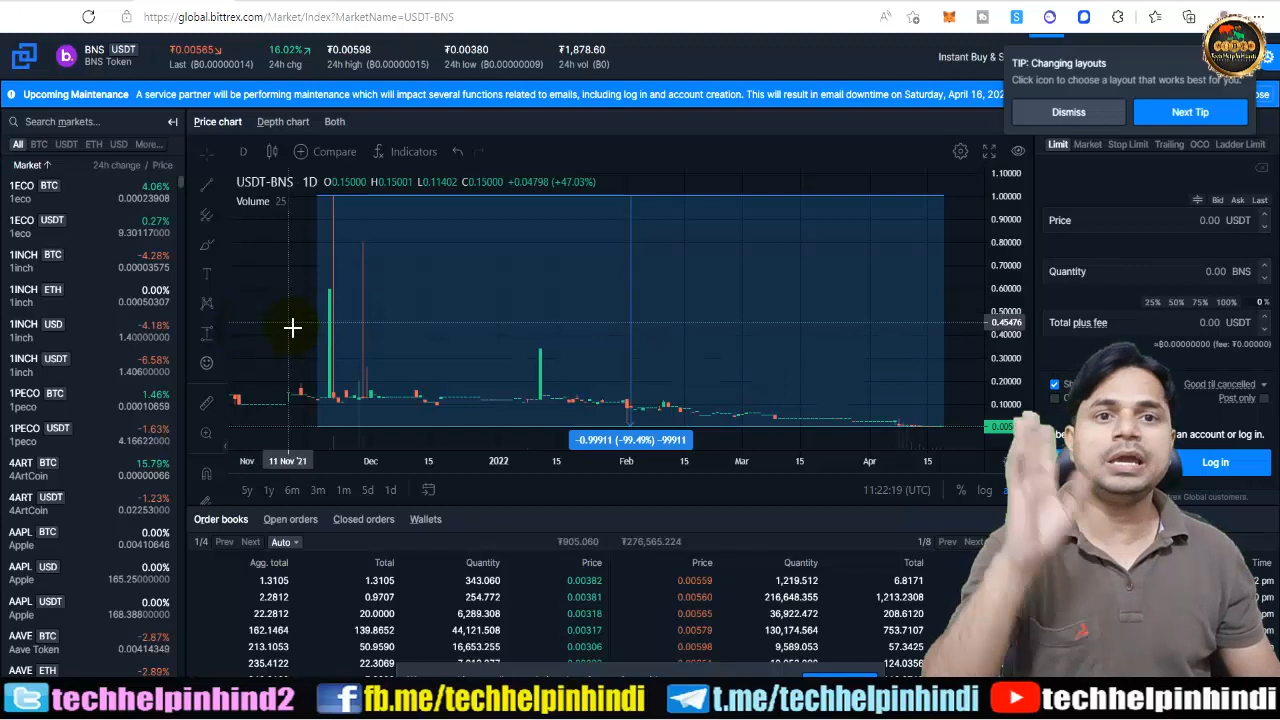 https://global.bittrex.com/Market/Index?MarketName=USDT-BNS
BNS USDT
BNS Token
₮0.00565↘
Last (₿0.00000014)
16.02%↗
24h chg
₮0.00598
24h high (₿0.00000015)
₮0.00380
24h low (₿0.00000009)
₮1,878.60
24h vol (₿0)
Instant Buy & S
TIP: Changing layouts
Click icon to choose a layout that works best for you.
Dismiss
Next Tip
Upcoming Maintenance A service partner will be performing maintenance which will impact several functions related to emails, including log in and account creation. This will result in email downtime on Saturday, April 16, 202
Search markets...
All BTC USDT ETH USD More...
Market 24h change / Price
1ECO BTC 4.06%
1eco 0.00023908
1ECO USDT 0.27%
1eco 9.30117000
1INCH BTC -4.28%
1inch 0.00003575
1INCH ETH 0.00%
1inch 0.00050307
1INCH USD -4.18%
1inch 1.40000000
1INCH USDT -6.58%
1inch 1.40600000
1PECO BTC 1.46%
1peco 0.00010659
1PECO USDT -1.63%
1peco 4.16622000
4ART BTC 15.79%
4ArtCoin 0.00000066
4ART USDT -1.23%
4ArtCoin 0.02253000
AAPL BTC 0.00%
Apple 0.00410646
AAPL USD 0.00%
Apple 165.25000000
AAPL USDT 0.00%
Apple 168.38800000
AAVE BTC -2.87%
Aave Token 0.00414349
AAVE ETH -2.89%
Price chart Depth chart Both
D Compare Indicators
USDT-BNS 1D O0.15000 H0.15001 L0.11402 C0.15000 +0.04798 (+47.03%)
Volume 25
1.10000
1.00000
0.90000
0.80000
0.70000
0.60000
0.50000
0.45476
0.40000
0.30000
0.20000
0.10000
−0.99911 (−99.49%) −99911
Nov 11 Nov '21 Dec 15 2022 15 Feb 15 Mar 15 Apr 15
5y 1y 6m 3m 1m 5d 1d
11:22:19 (UTC) % log
Order books Open orders Closed orders Wallets
1/4 Prev Next Auto
₮905.060 ₮276,565.224
1/8 Prev Next
Agg. total Total Quantity Price Price Quantity Total
1.3105 1.3105 343.060 0.00382 0.00559 1,219.512 6.8171
2.2812 0.9707 254.772 0.00381 0.00560 216,648.355 1,213.2308
22.2812 20.0000 6,289.308 0.00318 0.00565 36,922.472 208.6120
162.1464 139.8652 44,121.508 0.00317 0.00579 130,174.564 753.7107
213.1053 50.9590 16,653.255 0.00306 0.00598 9,589.053 57.3425
235.4122 22.3069
Limit Market Stop Limit Trailing OCO Ladder Limit
Bid Ask Last
Price 0.00 USDT
Quantity 0.00 BNS
25% 50% 75% 100% 0 %
Total plus fee 0.00 USDT
≈₿0.00000000 (fee: ₮0.00000)
Good til cancelled
Post only
an account or log in.
Log in
Global customers.
Time
techhelpinhindi2
fb.me/techhelpinhindi
t.me/techhelpinhindi
techhelpinhindi